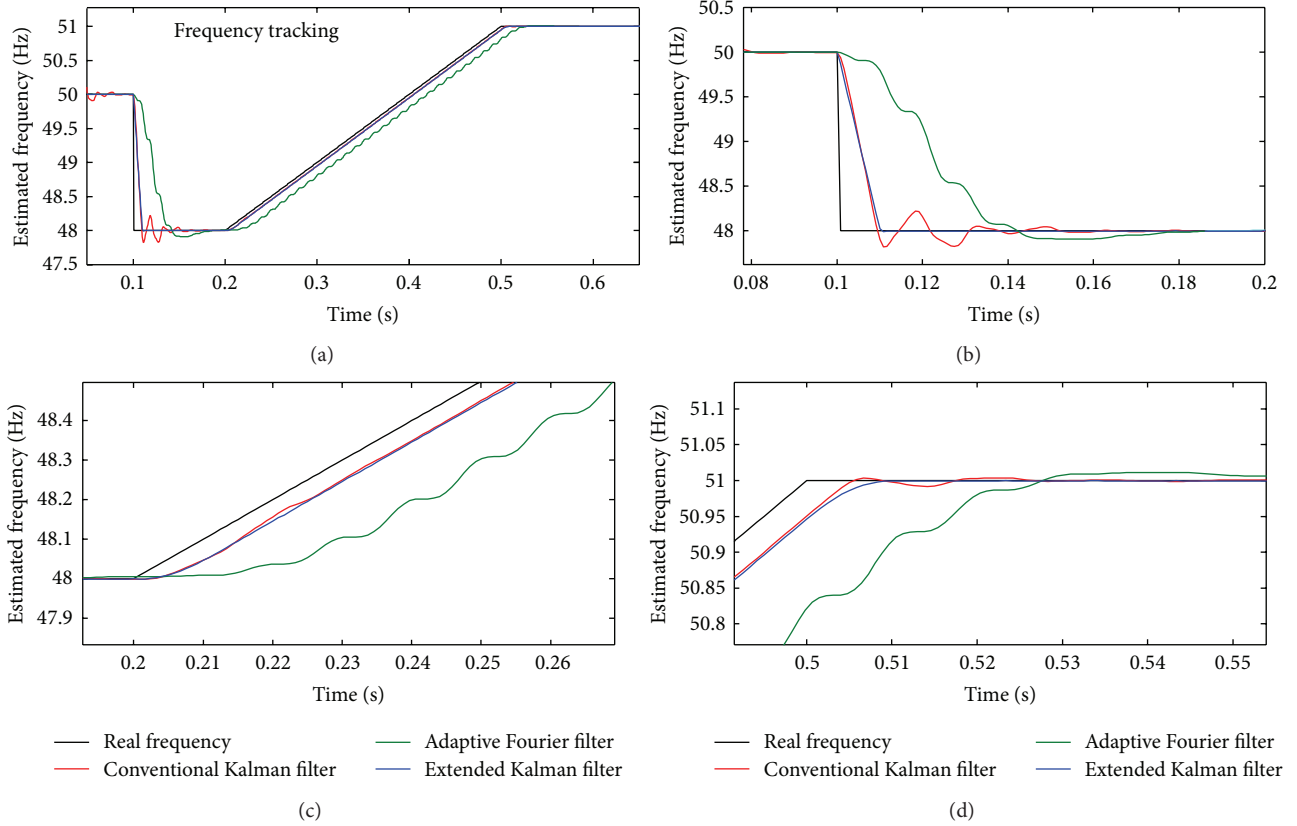 Frequency tracking
Estimated frequency (Hz)
51
50.5
50
49.5
49
48.5
48
47.5
0.1 0.2 0.3 0.4 0.5 0.6
Time (s)
(a)
Estimated frequency (Hz)
50.5
50
49.5
49
48.5
48
0.08 0.1 0.12 0.14 0.16 0.18 0.2
Time (s)
(b)
Estimated frequency (Hz)
48.4
48.3
48.2
48.1
48
47.9
0.2 0.21 0.22 0.23 0.24 0.25 0.26
Time (s)
Real frequency
Conventional Kalman filter
Adaptive Fourier filter
Extended Kalman filter
(c)
Estimated frequency (Hz)
51.1
51.05
51
50.95
50.9
50.85
50.8
0.5 0.51 0.52 0.53 0.54 0.55
Time (s)
Real frequency
Conventional Kalman filter
Adaptive Fourier filter
Extended Kalman filter
(d)